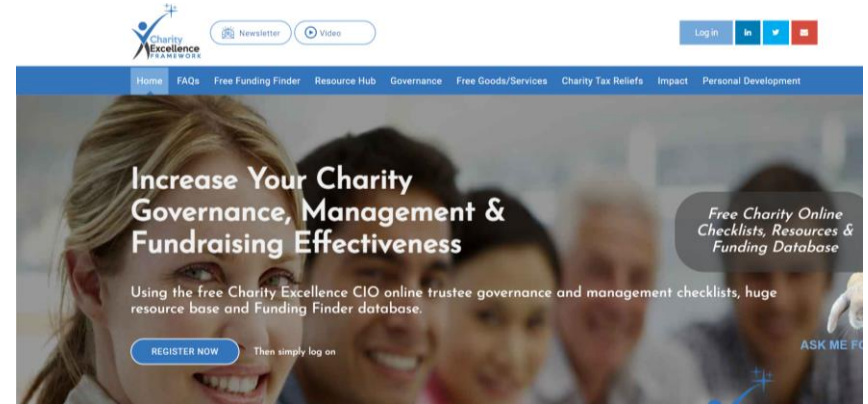 Charity
Excellence
FRAMEWORK
Newsletter
Video
Log in
in
Home FAQs Free Funding Finder Resource Hub Governance Free Goods/Services Charity Tax Reliefs Impact Personal Development
Increase Your Charity
Governance, Management &
Fundraising Effectiveness
Free Charity Online
Checklists, Resources &
Funding Database
Using the free Charity Excellence CIO online trustee governance and management checklists, huge
resource base and Funding Finder database.
ASK ME FO
REGISTER NOW Then simply log on